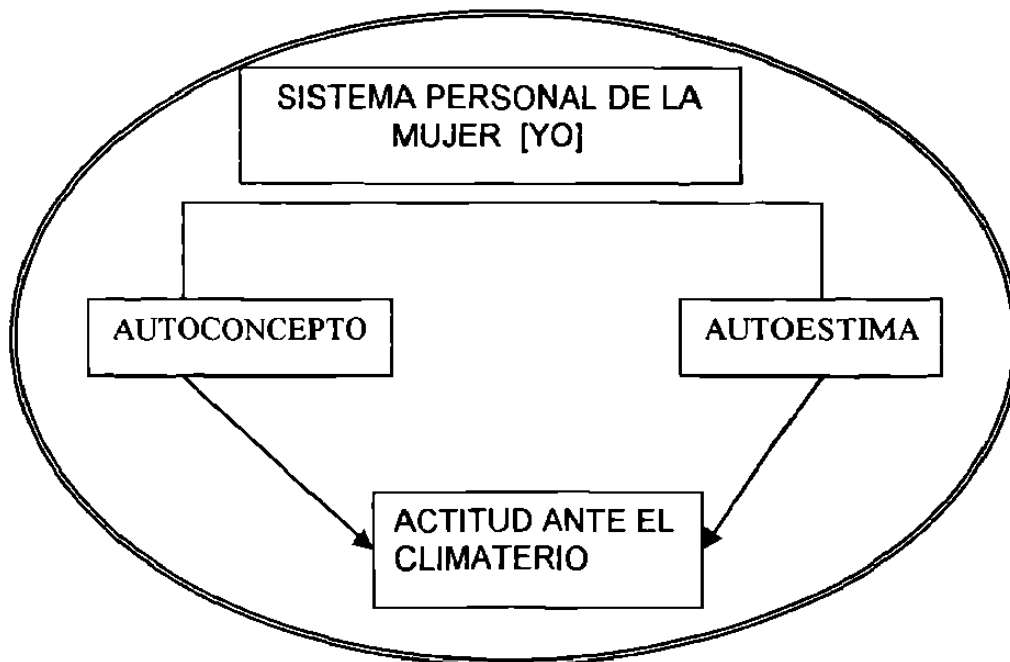 SISTEMA PERSONAL DE LA
MUJER [YO]
AUTOCONCEPTO
AUTOESTIMA
ACTITUD ANTE EL
CLIMATERIO